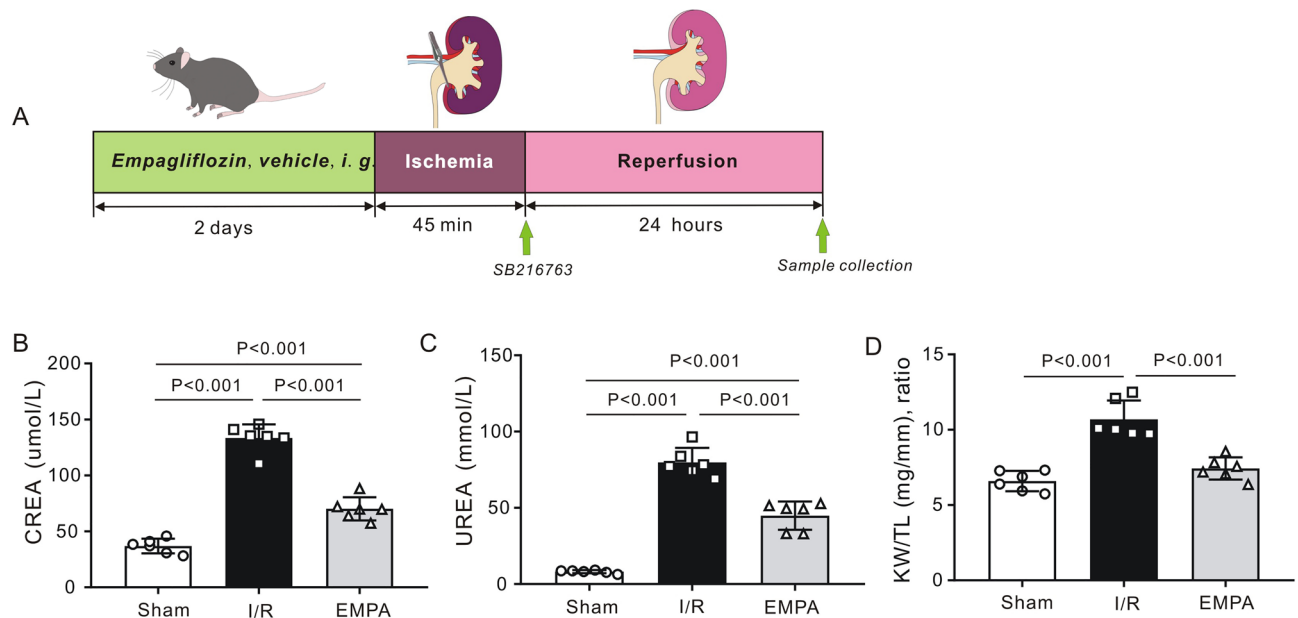 A
Empagliflozin, vehicle, i. g.
Ischemia
Reperfusion
2 days
45 min
24 hours
SB216763
Sample collection
B
CREA (umol/L)
200
150
100
50
0
P<0.001
P<0.001
P<0.001
Sham
I/R
EMPA
C
UREA (mmol/L)
150
100
50
0
P<0.001
P<0.001
P<0.001
Sham
I/R
EMPA
D
KW/TL (mg/mm), ratio
15
10
5
0
P<0.001
P<0.001
Sham
I/R
EMPA